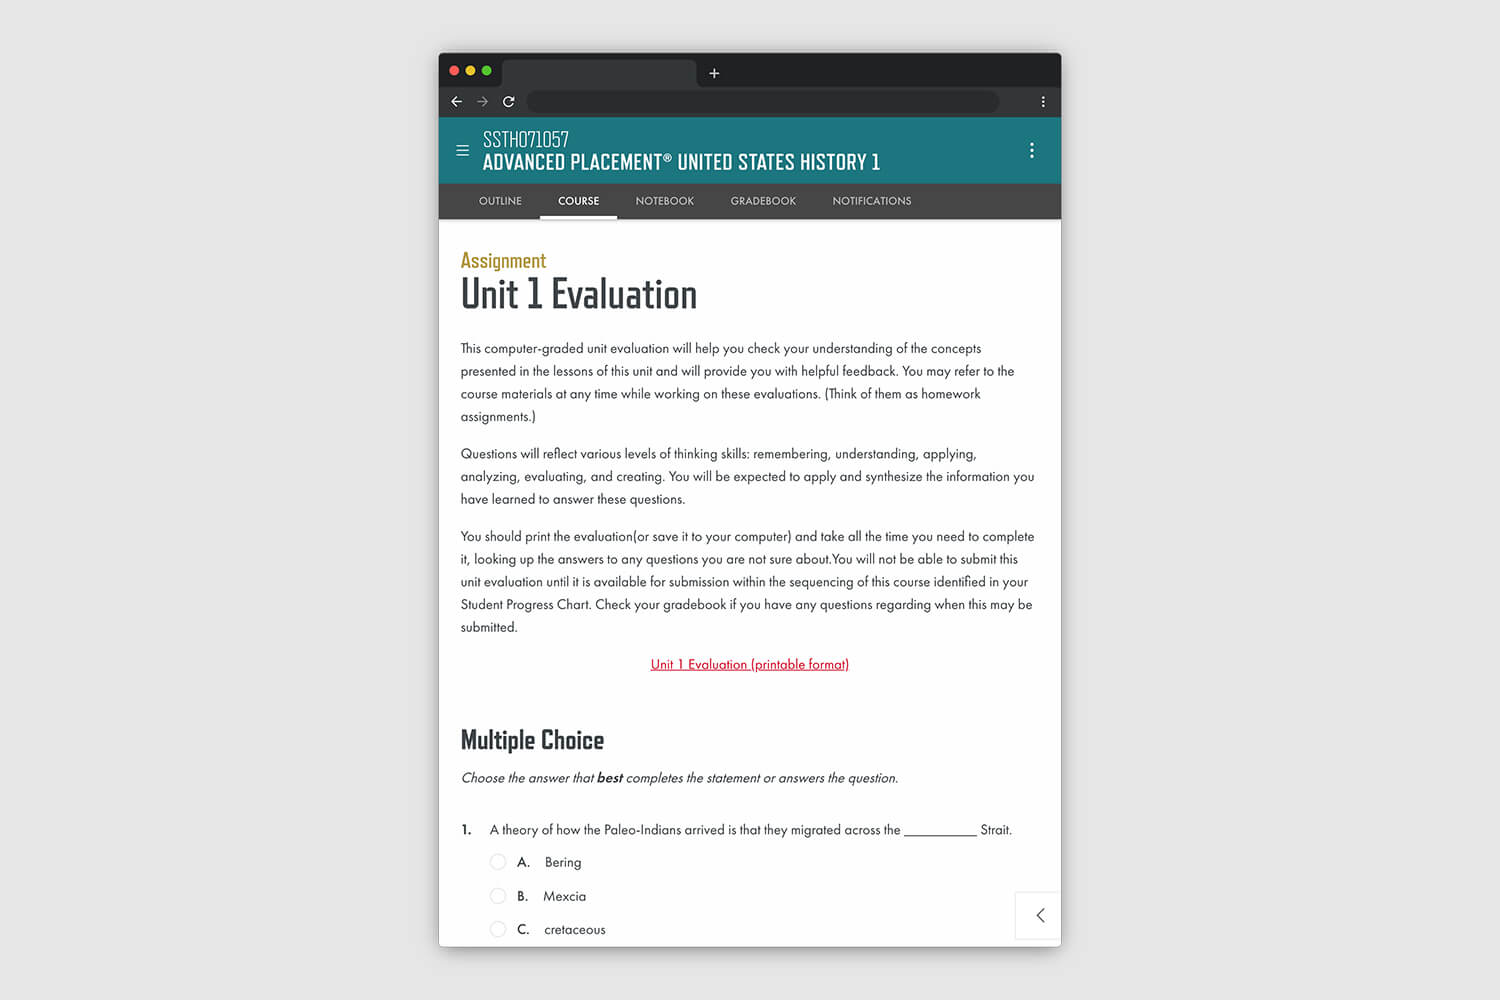 SSTH071057
ADVANCED PLACEMENT® UNITED STATES HISTORY 1
OUTLINE COURSE NOTEBOOK GRADEBOOK NOTIFICATIONS
Assignment
Unit 1 Evaluation
This computer-graded unit evaluation will help you check your understanding of the concepts
presented in the lessons of this unit and will provide you with helpful feedback. You may refer to the
course materials at any time while working on these evaluations. (Think of them as homework
assignments.)
Questions will reflect various levels of thinking skills: remembering, understanding, applying,
analyzing, evaluating, and creating. You will be expected to apply and synthesize the information you
have learned to answer these questions.
You should print the evaluation(or save it to your computer) and take all the time you need to complete
it, looking up the answers to any questions you are not sure about.You will not be able to submit this
unit evaluation until it is available for submission within the sequencing of this course identified in your
Student Progress Chart. Check your gradebook if you have any questions regarding when this may be
submitted.
Unit 1 Evaluation (printable format)
Multiple Choice
Choose the answer that best completes the statement or answers the question.
1. A theory of how the Paleo-Indians arrived is that they migrated across the __________ Strait.
A. Bering
B. Mexcia
C. cretaceous